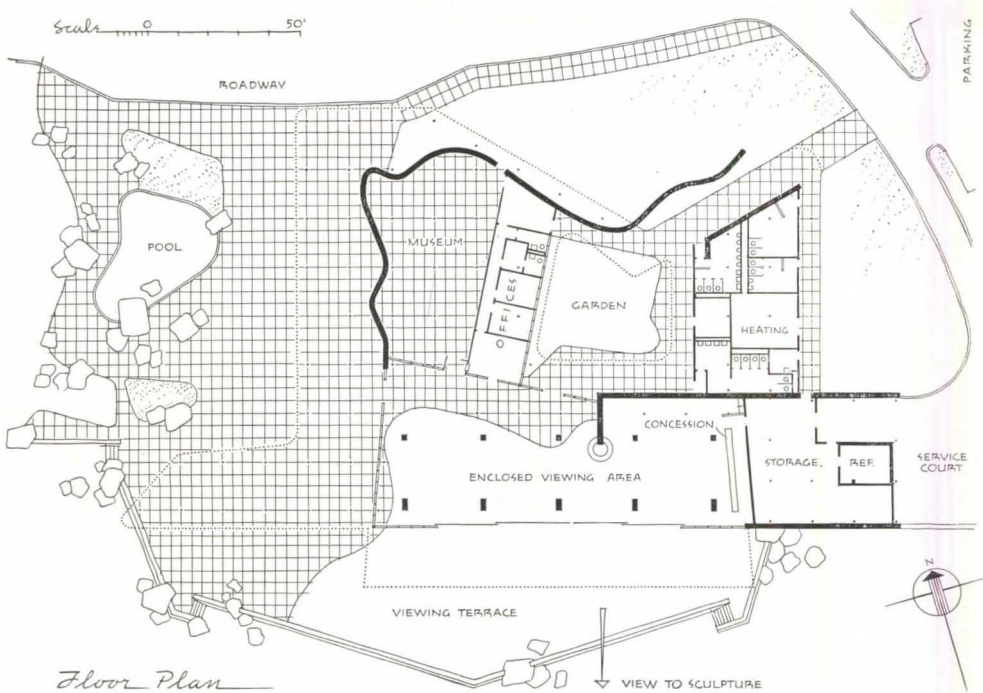 Scale 0 50'
ROADWAY
PARKING
POOL
MUSEUM
OFFICES
GARDEN
HEATING
CONCESSION
ENCLOSED VIEWING AREA
STORAGE.
REF.
SERVICE
COURT
N
VIEWING TERRACE
Floor Plan
VIEW TO SCULPTURE